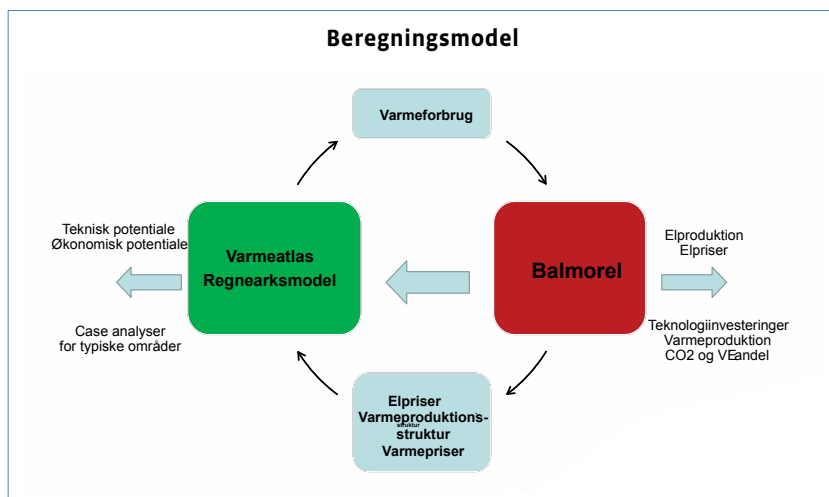 Beregningsmodel
Varmeforbrug
Teknisk potentiale
Økonomisk potentiale
Case analyser
for typiske områder
Varmeatlas
Regnearksmodel
Balmorel
Elproduktion
Elpriser
Teknologiinvesteringer
Varmeproduktion
CO2 og VEandel
Elpriser
Varmeproduktions-
struktur
struktur
Varmepriser